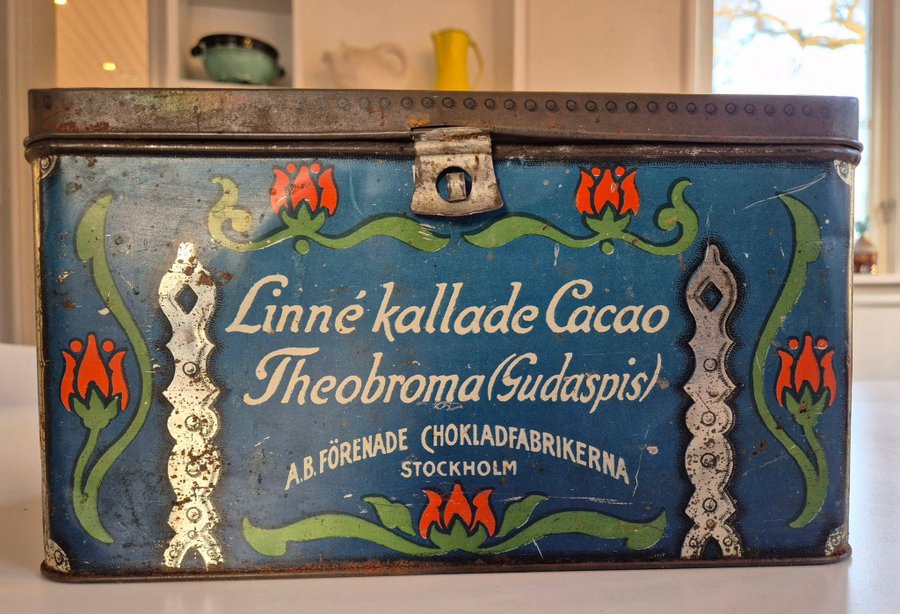 Linné kallade Cacao
Theobroma (Gudaspis)
A.B. FÖRENADE CHOKLADFABRIKERNA
STOCKHOLM